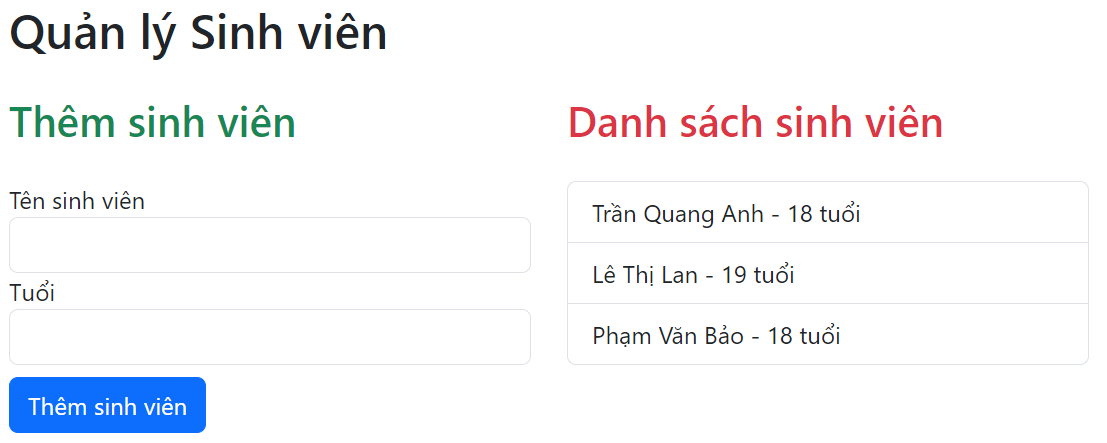 Quản lý Sinh viên
Thêm sinh viên
Tên sinh viên
Tuổi
Thêm sinh viên
Danh sách sinh viên
Trần Quang Anh - 18 tuổi
Lê Thị Lan - 19 tuổi
Phạm Văn Bảo - 18 tuổi